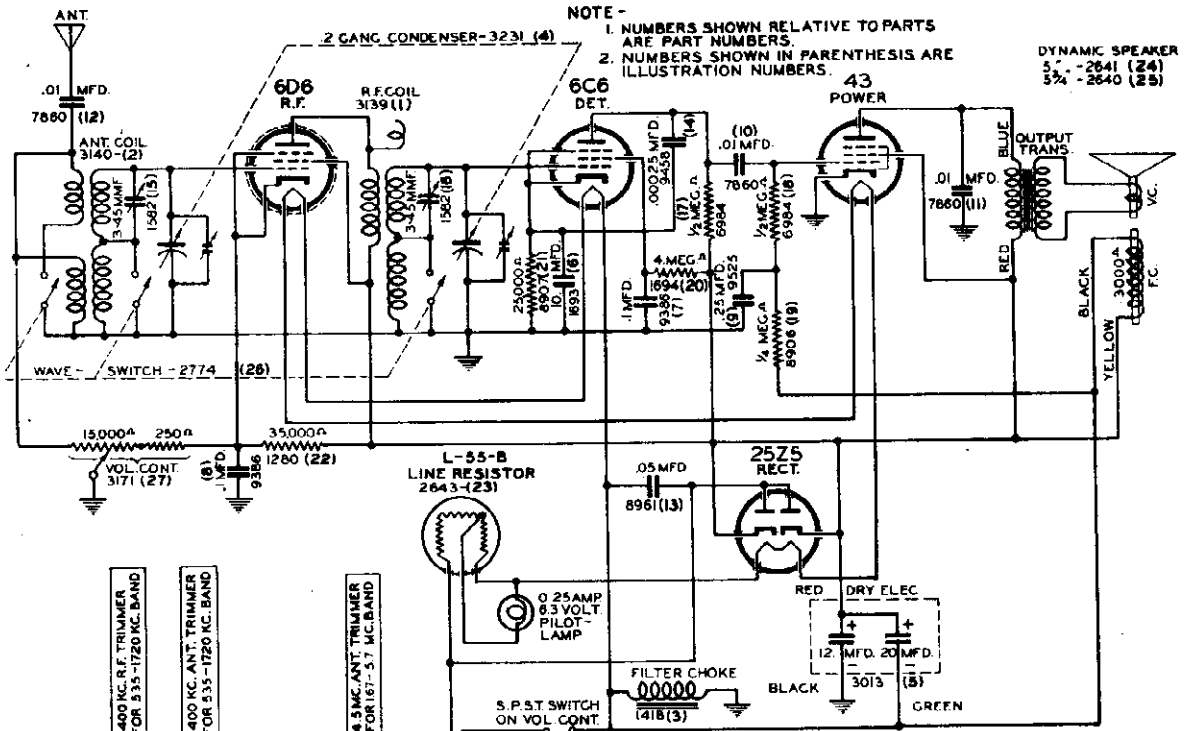 ANT.
NOTE -
1. NUMBERS SHOWN RELATIVE TO PARTS
ARE PART NUMBERS.
2. NUMBERS SHOWN IN PARENTHESIS ARE
ILLUSTRATION NUMBERS.
2 GANG CONDENSER-3231 (4)
DYNAMIC SPEAKER
5" - 2641 (24)
5¾ - 2640 (25)
.01 MFD.
7860 (12)
6D6
R.F.
R.F. COIL
3139 (1)
6C6
DET.
43
POWER
ANT. COIL
3140-(2)
3-45 MMF
1582 (15)
3-45 MMF
1582 (16)
.00025 MFD.
9458
(14)
(10)
.01 MFD.
7860
½ MEG Ω
6984
(17)
½ MEG Ω
6984 (18)
.01 MFD.
7860 (11)
BLUE
OUTPUT
TRANS.
RED
V.C.
BLACK
3000 Ω
F.C.
YELLOW
25,000 Ω
8907 (21)
10. MFD.
1693
(6)
4. MEG Ω
1694 (20)
.1 MFD.
9386
(7)
.25 MFD.
9525
(9)
¼ MEG Ω
8906 (19)
WAVE - SWITCH - 2774 (26)
15,000 Ω
250 Ω
VOL. CONT.
3171 (27)
35,000 Ω
1280 (22)
(8)
.1 MFD.
9386
L-55-B
LINE RESISTOR
2643-(23)
.05 MFD
8961 (13)
25Z5
RECT.
0.25 AMP
6.3 VOLT.
PILOT-
LAMP
RED
DRY ELEC
+
+
12. MFD. 20 MFD.
3013 (5)
BLACK
GREEN
FILTER CHOKE
1418 (3)
S.P.S.T. SWITCH
ON VOL. CONT.
400 KC. R.F. TRIMMER
FOR 535-1720 KC. BAND
400 KC. ANT. TRIMMER
FOR 535-1720 KC. BAND
4.5 MC. ANT. TRIMMER
FOR 1.67-5.7 MC. BAND